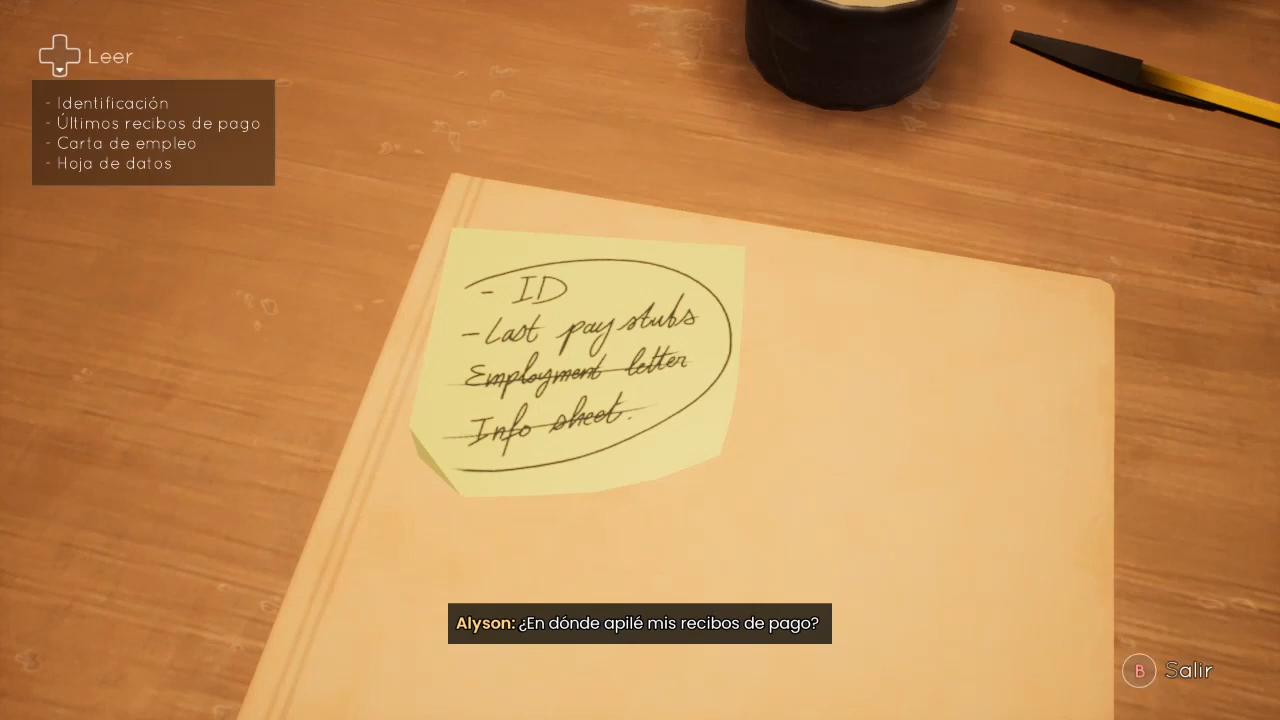 Leer
- Identificación
- Últimos recibos de pago
- Carta de empleo
- Hoja de datos
- ID
- Last pay stubs
Employment letter
Info sheet.
Alyson: ¿En dónde apilé mis recibos de pago?
B Salir